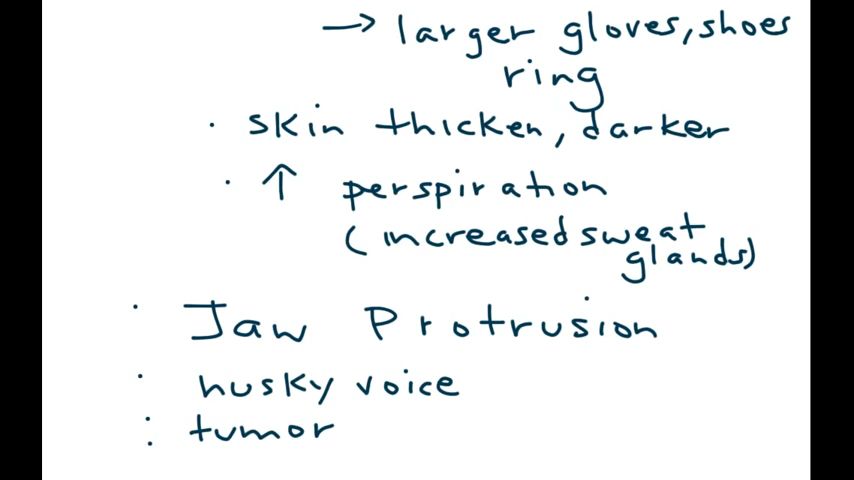 → larger gloves, shoes
ring
· skin thicken, darker
· ↑ perspiration
(increased sweat
glands)
· Jaw Protrusion
· husky voice
: tumor